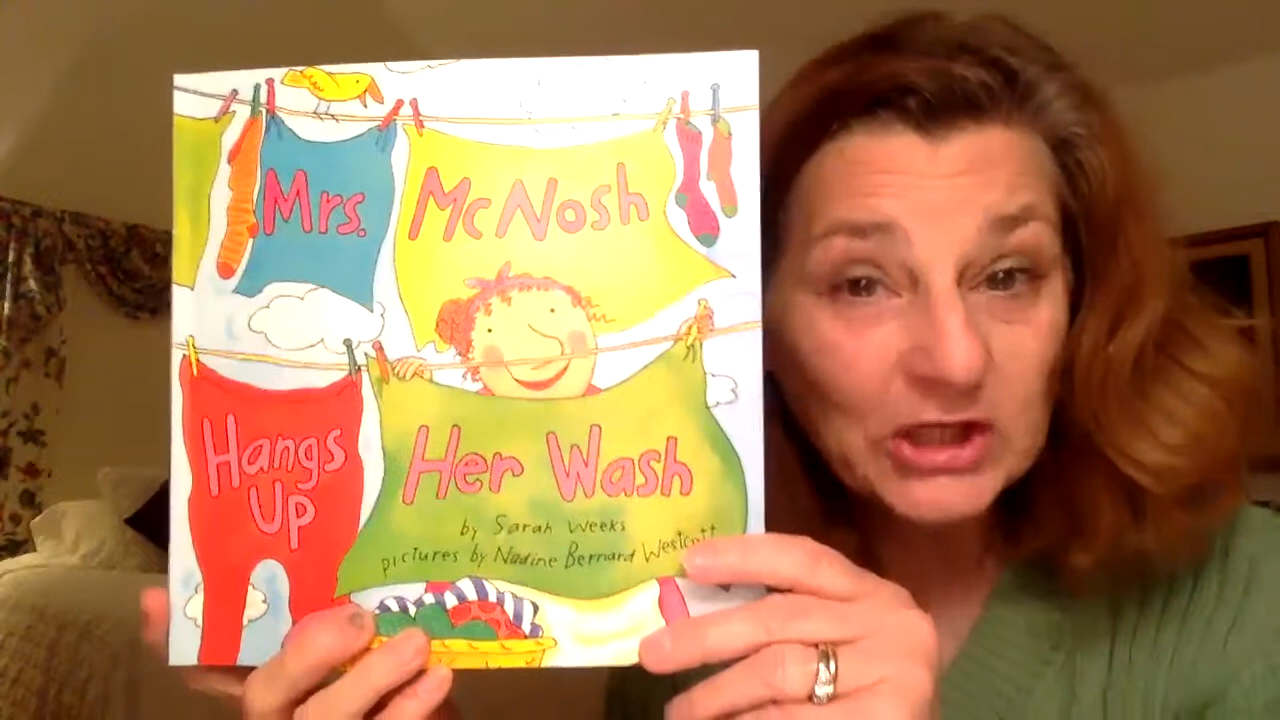 Mrs. McNosh
Hangs Her Wash
Up
by Sarah Weeks
pictures by Nadine Bernard Westcott